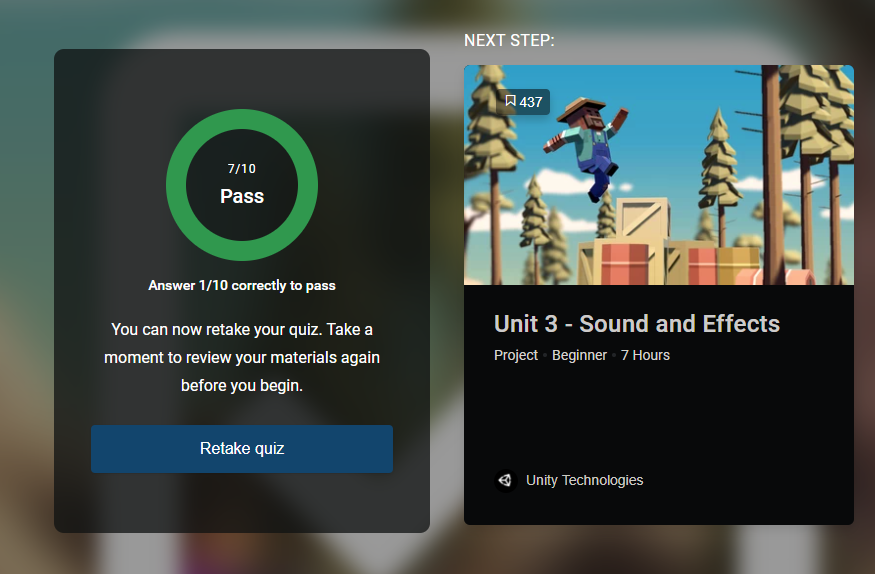 7/10
Pass
Answer 1/10 correctly to pass
You can now retake your quiz. Take a
moment to review your materials again
before you begin.
Retake quiz
NEXT STEP:
437
Unit 3 - Sound and Effects
Project Beginner 7 Hours
Unity Technologies